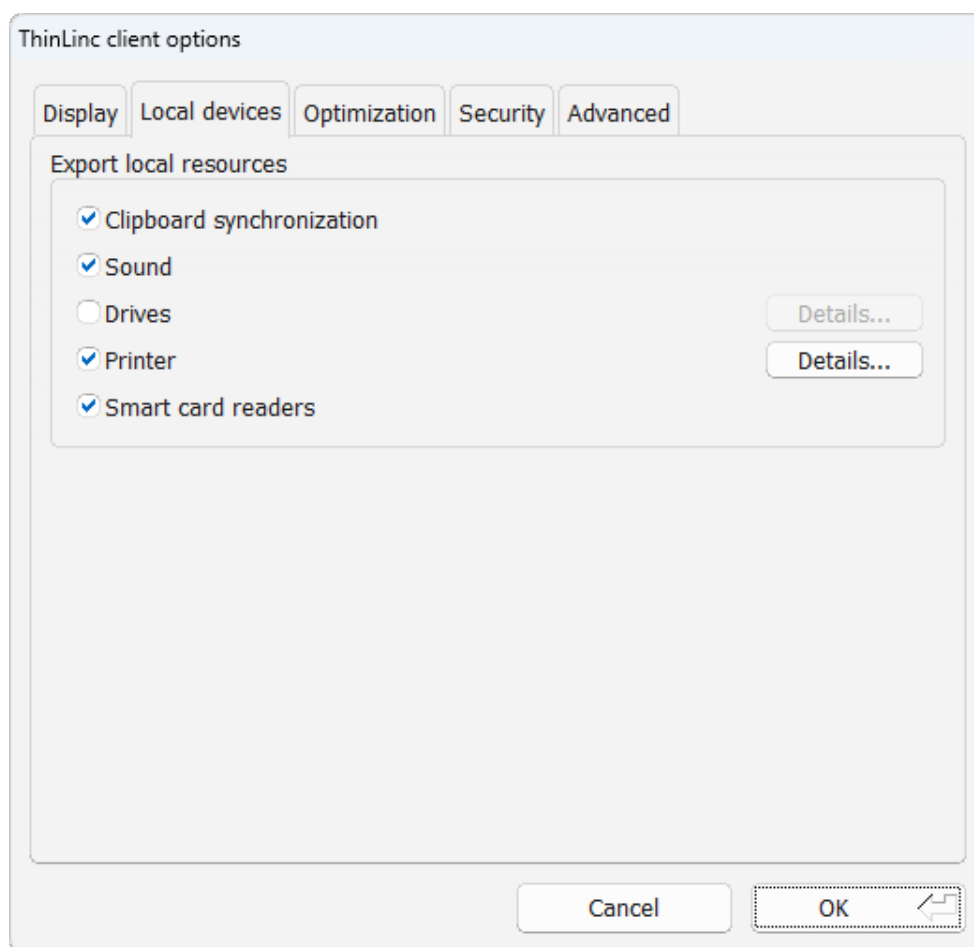 ThinLinc client options
Display Local devices Optimization Security Advanced
Export local resources
Clipboard synchronization
Sound
Drives Details...
Printer Details...
Smart card readers
Cancel OK